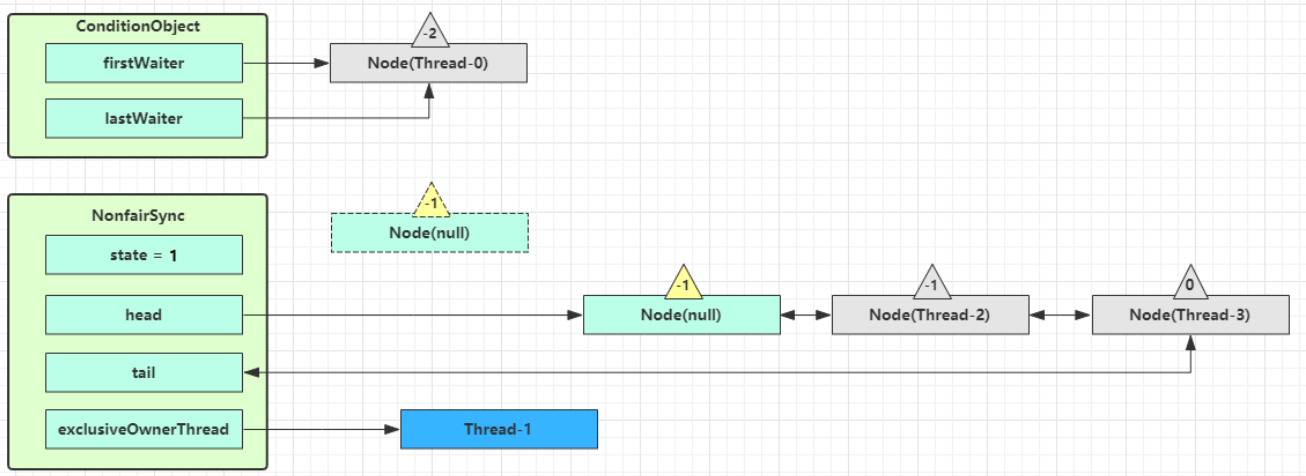 ConditionObject
-2
firstWaiter
Node(Thread-0)
lastWaiter
-1
NonfairSync
Node(null)
state = 1
-1
-1
0
head
Node(null)
Node(Thread-2)
Node(Thread-3)
tail
exclusiveOwnerThread
Thread-1